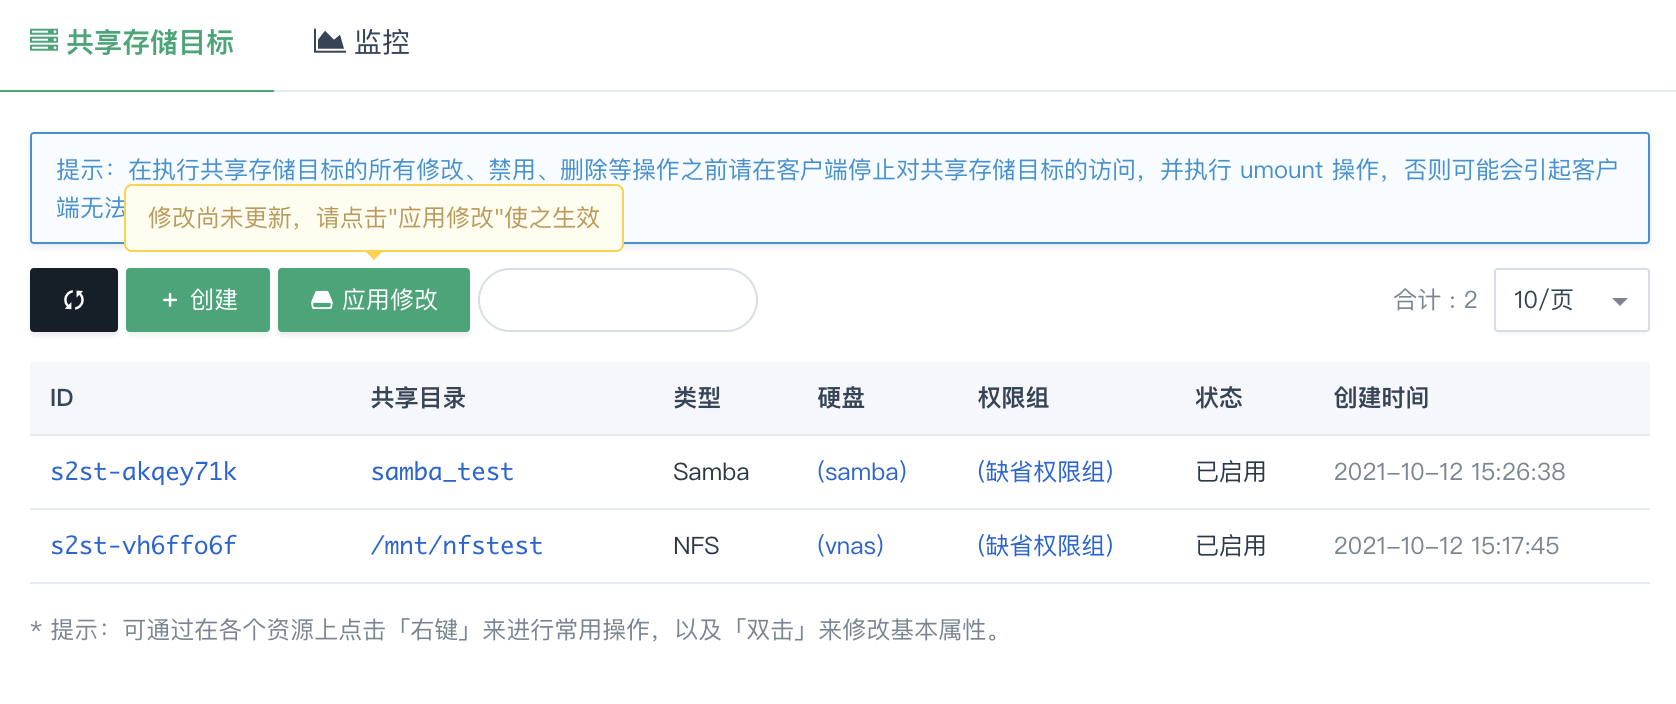 共享存储目标
监控
提示：在执行共享存储目标的所有修改、禁用、删除等操作之前请在客户端停止对共享存储目标的访问，并执行 umount 操作，否则可能会引起客户
端无法
修改尚未更新，请点击"应用修改"使之生效
+ 创建
应用修改
合计：2
10/页
ID 共享目录 类型 硬盘 权限组 状态 创建时间
s2st-akqey71k samba_test Samba (samba) (缺省权限组) 已启用 2021-10-12 15:26:38
s2st-vh6ffo6f /mnt/nfstest NFS (vnas) (缺省权限组) 已启用 2021-10-12 15:17:45
* 提示：可通过在各个资源上点击「右键」来进行常用操作，以及「双击」来修改基本属性。